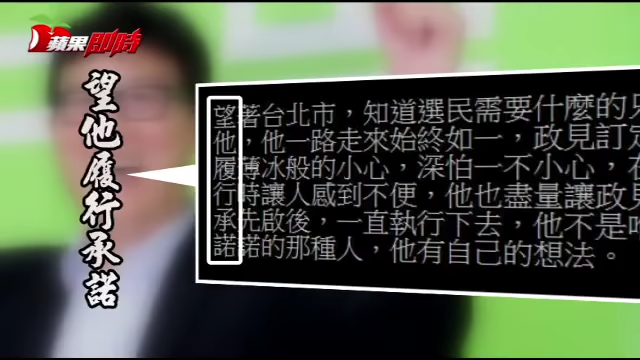 蘋果即時
望他履行承諾
望著台北市，知道選民需要什麼的
他，他一路走來始終如一，政見訂
履薄冰般的小心，深怕一不小心，
行時讓人感到不便，他也盡量讓政
承先啟後，一直執行下去，他不是
諾諾的那種人，他有自己的想法。